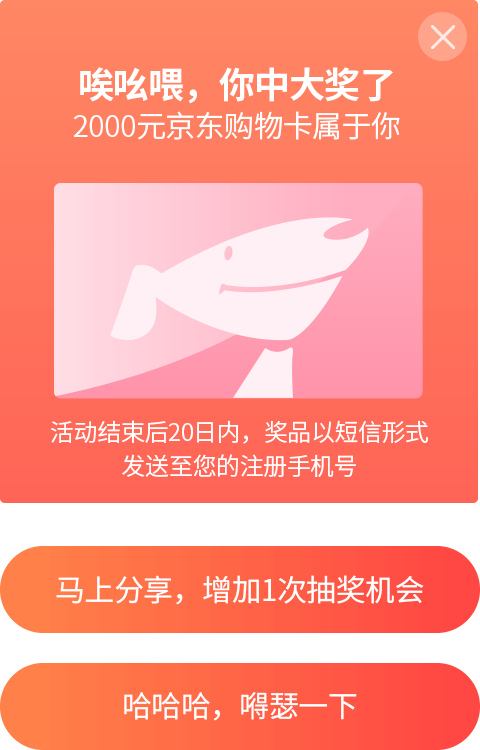 唉吆喂，你中大奖了
2000元京东购物卡属于你
活动结束后20日内，奖品以短信形式
发送至您的注册手机号
马上分享，增加1次抽奖机会
哈哈哈，嘚瑟一下